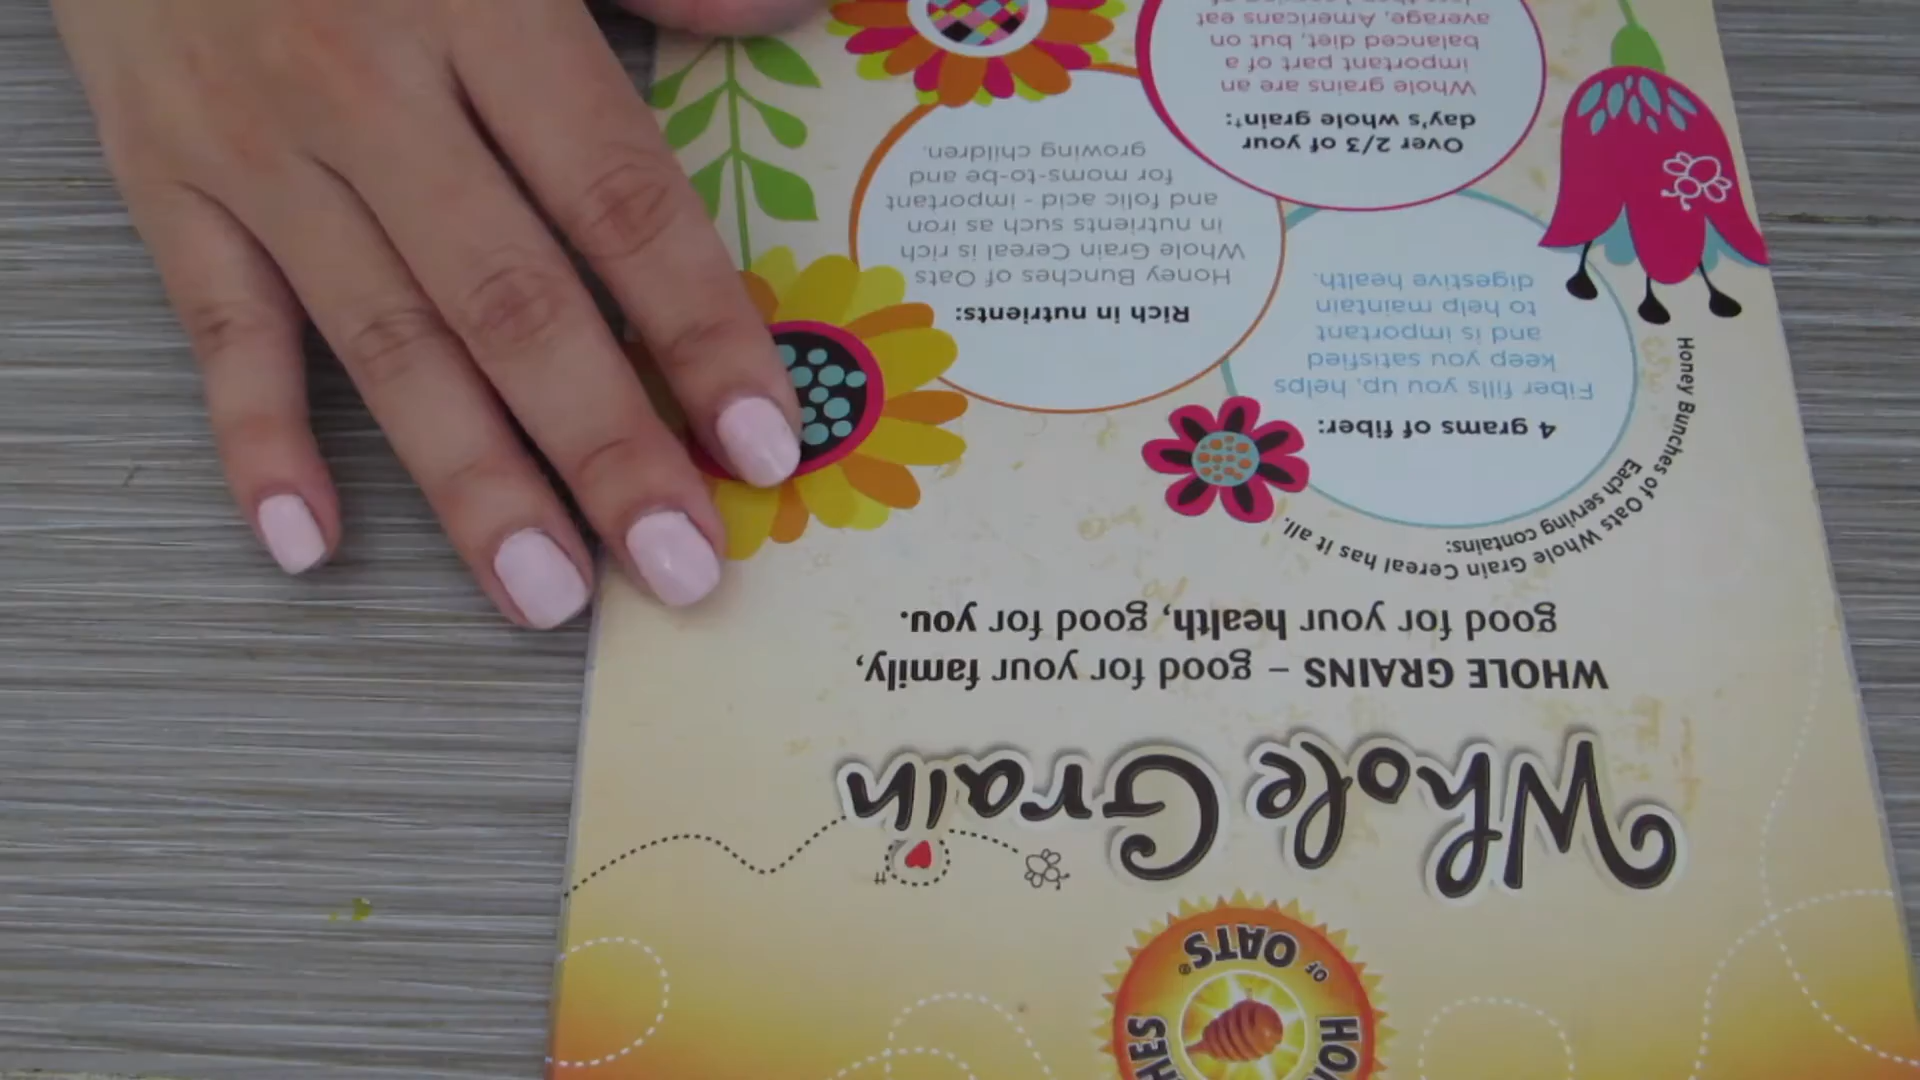 HO
HES
OF OATS®
Whole Grain
WHOLE GRAINS – good for your family,
good for your health, good for you.
Honey Bunches of Oats Whole Grain Cereal has it all.
Each serving contains:
4 grams of fiber:
Fiber fills you up, helps
keep you satisfied
and is important
to help maintain
digestive health.
Rich in nutrients:
Honey Bunches of Oats
Whole Grain Cereal is rich
in nutrients such as iron
and folic acid - important
for moms-to-be and
growing children.
Over 2/3 of your
day's whole grain†:
Whole grains are an
important part of a
balanced diet, but on
average, Americans eat